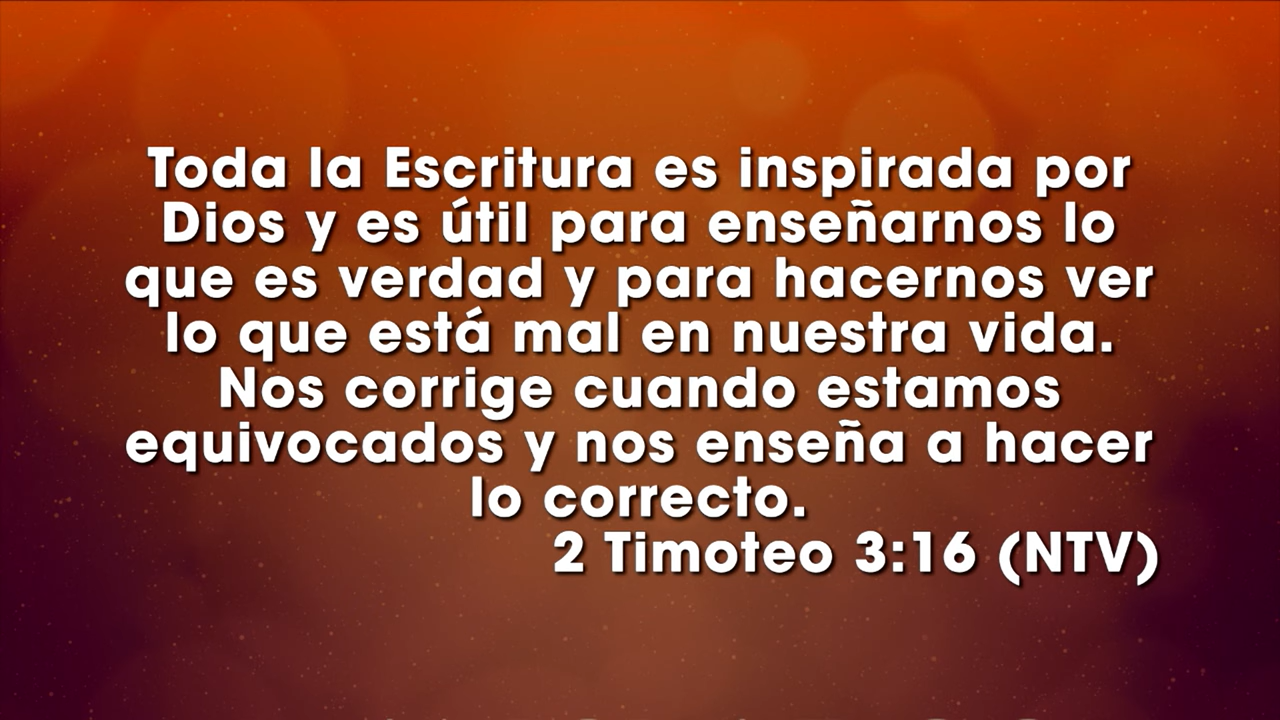 Toda la Escritura es inspirada por
Dios y es útil para enseñarnos lo
que es verdad y para hacernos ver
lo que está mal en nuestra vida.
Nos corrige cuando estamos
equivocados y nos enseña a hacer
lo correcto.
2 Timoteo 3:16 (NTV)